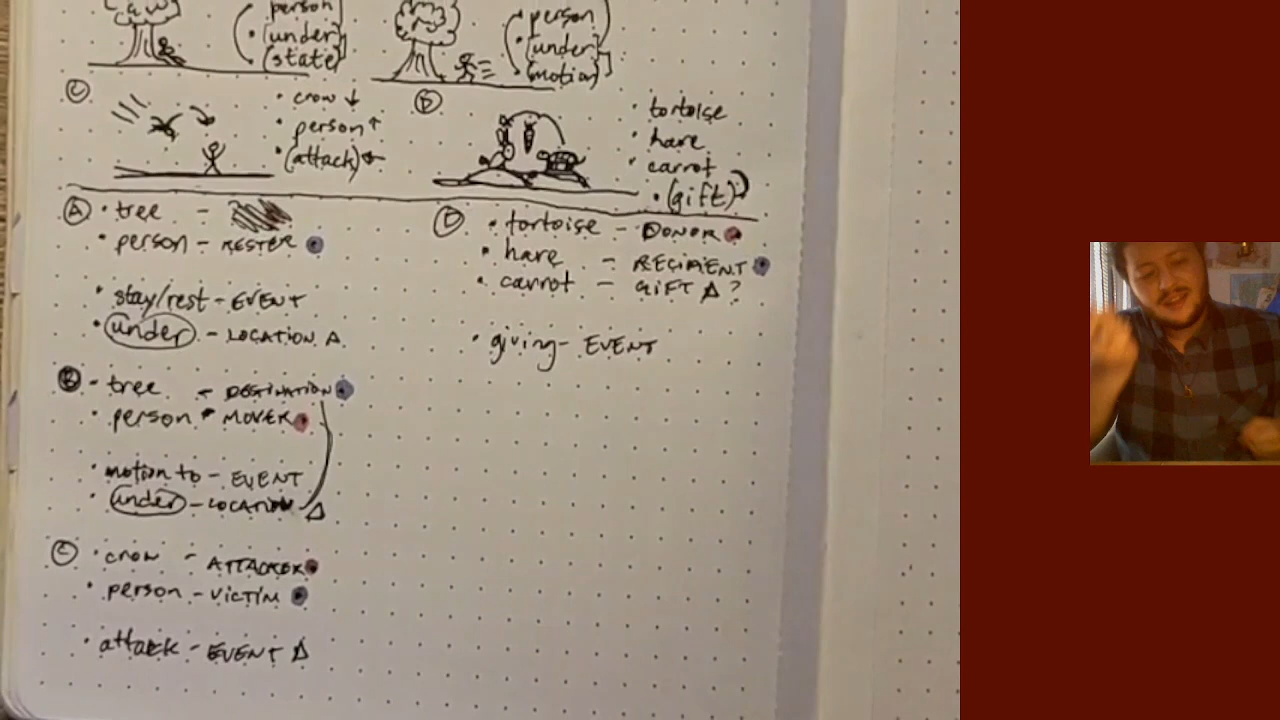 person
• (under)
(state)
person
• (under)
(motion)
C
• crow ↓
• person ↑
• (attack) ←
D
• tortoise
• hare
• carrot
• (gift)
A • tree -
• person - RESTER
• stay/rest - EVENT
• under - LOCATION Δ
B - tree - DESTINATION
• person - MOVER
• motion to - EVENT
• under - LOCATION Δ
C • crow - ATTACKER
• person - VICTIM
• attack - EVENT Δ
D • tortoise - DONOR
• hare - RECIPIENT
• carrot - GIFT Δ ?
• giving - EVENT